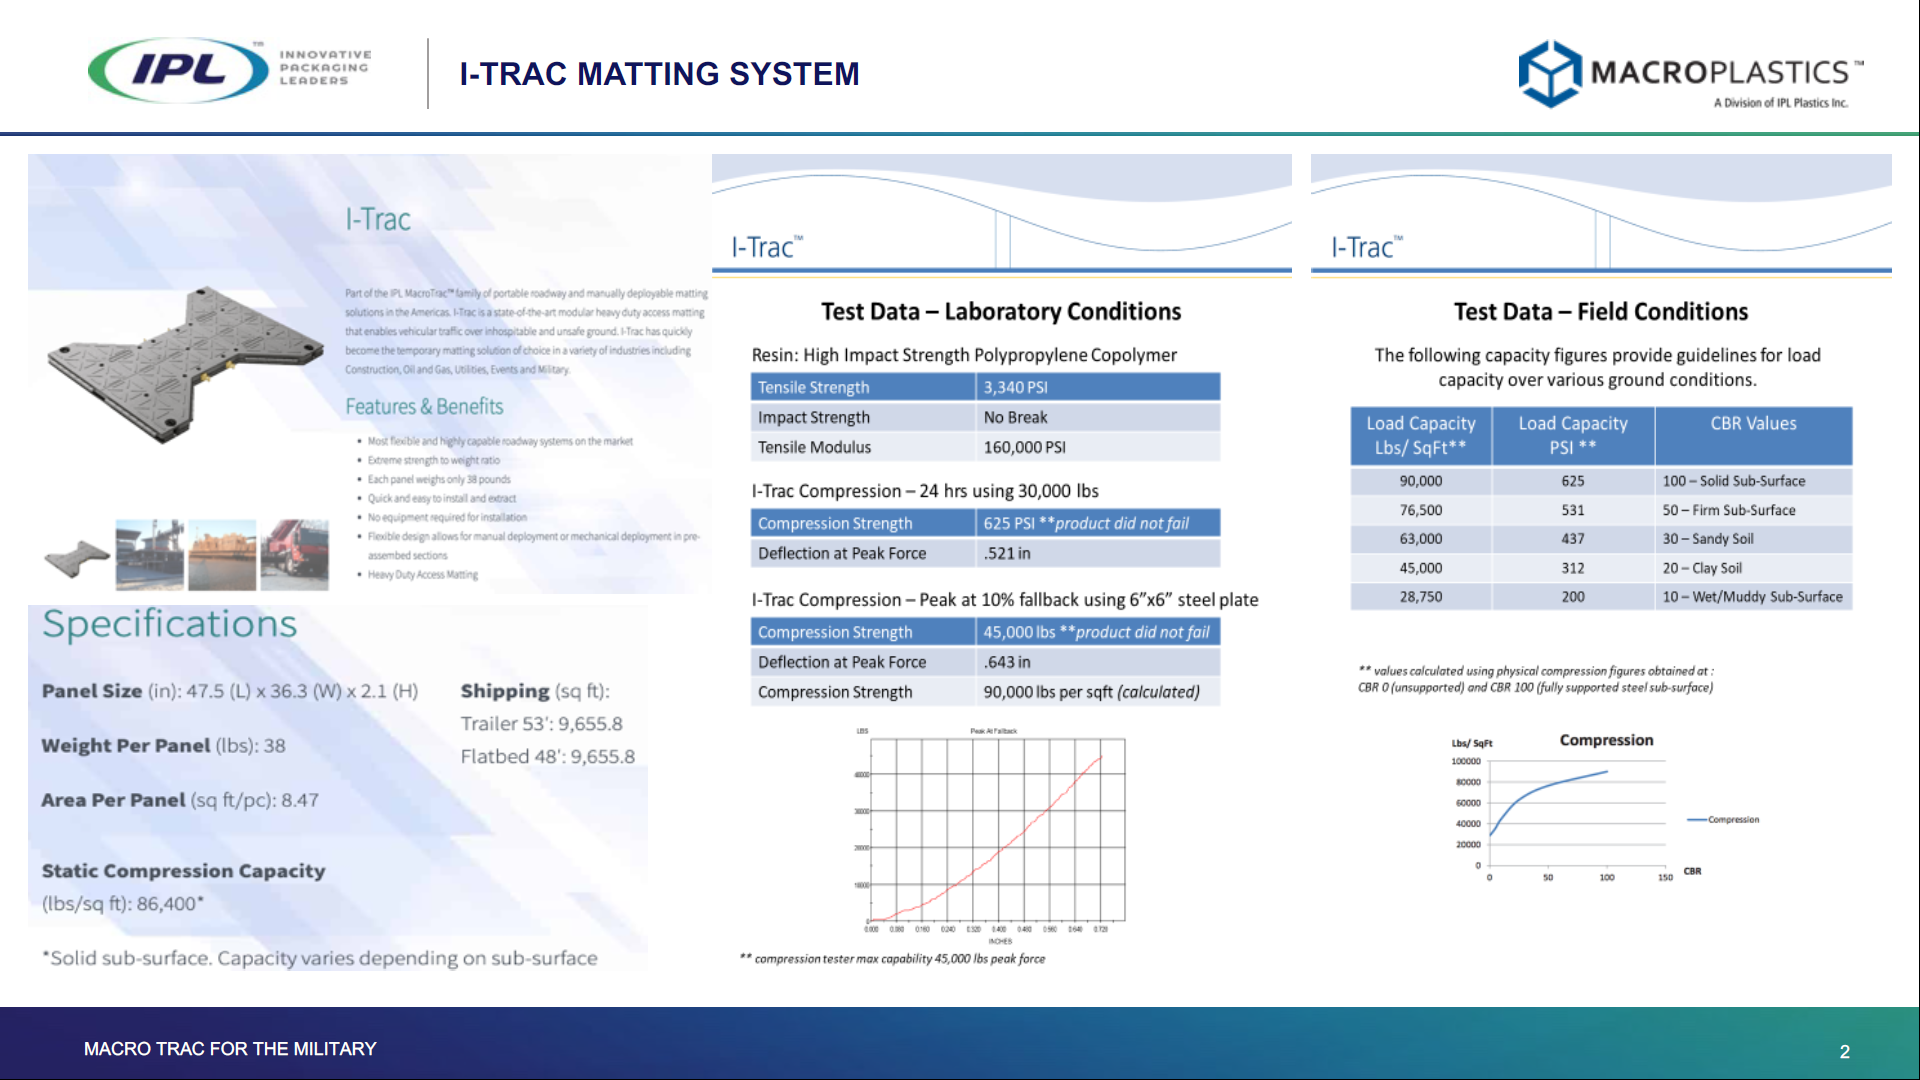 IPL™
INNOVATIVE
PACKAGING
LEADERS
I-TRAC MATTING SYSTEM
MACROPLASTICS™
A Division of IPL Plastics Inc.
I-Trac
Part of the IPL MacroTrac™ family of portable roadway and manually deployable matting
solutions in the Americas. I-Trac is a state-of-the-art modular heavy duty access matting
that enables vehicular traffic over inhospitable and unsafe ground. I-Trac has quickly
become the temporary matting solution of choice in a variety of industries including
Construction, Oil and Gas, Utilities, Events and Military.
Features & Benefits
• Most flexible and highly capable roadway systems on the market
• Extreme strength to weight ratio
• Each panel weighs only 38 pounds
• Quick and easy to install and extract
• No equipment required for installation
• Flexible design allows for manual deployment or mechanical deployment in pre-
assembed sections
• Heavy Duty Access Matting
Specifications
Panel Size (in): 47.5 (L) x 36.3 (W) x 2.1 (H)
Weight Per Panel (lbs): 38
Area Per Panel (sq ft/pc): 8.47
Static Compression Capacity
(lbs/sq ft): 86,400*
*Solid sub-surface. Capacity varies depending on sub-surface
Shipping (sq ft):
Trailer 53': 9,655.8
Flatbed 48': 9,655.8
I-Trac™
Test Data – Laboratory Conditions
Resin: High Impact Strength Polypropylene Copolymer
Tensile Strength 3,340 PSI
Impact Strength No Break
Tensile Modulus 160,000 PSI
I-Trac Compression – 24 hrs using 30,000 lbs
Compression Strength 625 PSI **product did not fail
Deflection at Peak Force .521 in
I-Trac Compression – Peak at 10% fallback using 6”x6” steel plate
Compression Strength 45,000 lbs **product did not fail
Deflection at Peak Force .643 in
Compression Strength 90,000 lbs per sqft (calculated)
LBS Peak At Fallback
40000
30000
20000
10000
0
0.000 0.080 0.160 0.240 0.320 0.400 0.480 0.560 0.640 0.720
INCHES
** compression tester max capability 45,000 lbs peak force
I-Trac™
Test Data – Field Conditions
The following capacity figures provide guidelines for load
capacity over various ground conditions.
Load Capacity Load Capacity CBR Values
Lbs/ SqFt** PSI **
90,000 625 100 – Solid Sub-Surface
76,500 531 50 – Firm Sub-Surface
63,000 437 30 – Sandy Soil
45,000 312 20 – Clay Soil
28,750 200 10 – Wet/Muddy Sub-Surface
** values calculated using physical compression figures obtained at :
CBR 0 (unsupported) and CBR 100 (fully supported steel sub-surface)
Lbs/ SqFt Compression
100000
80000
60000
40000
20000
0
0 50 100 150 CBR
Compression
MACRO TRAC FOR THE MILITARY
2